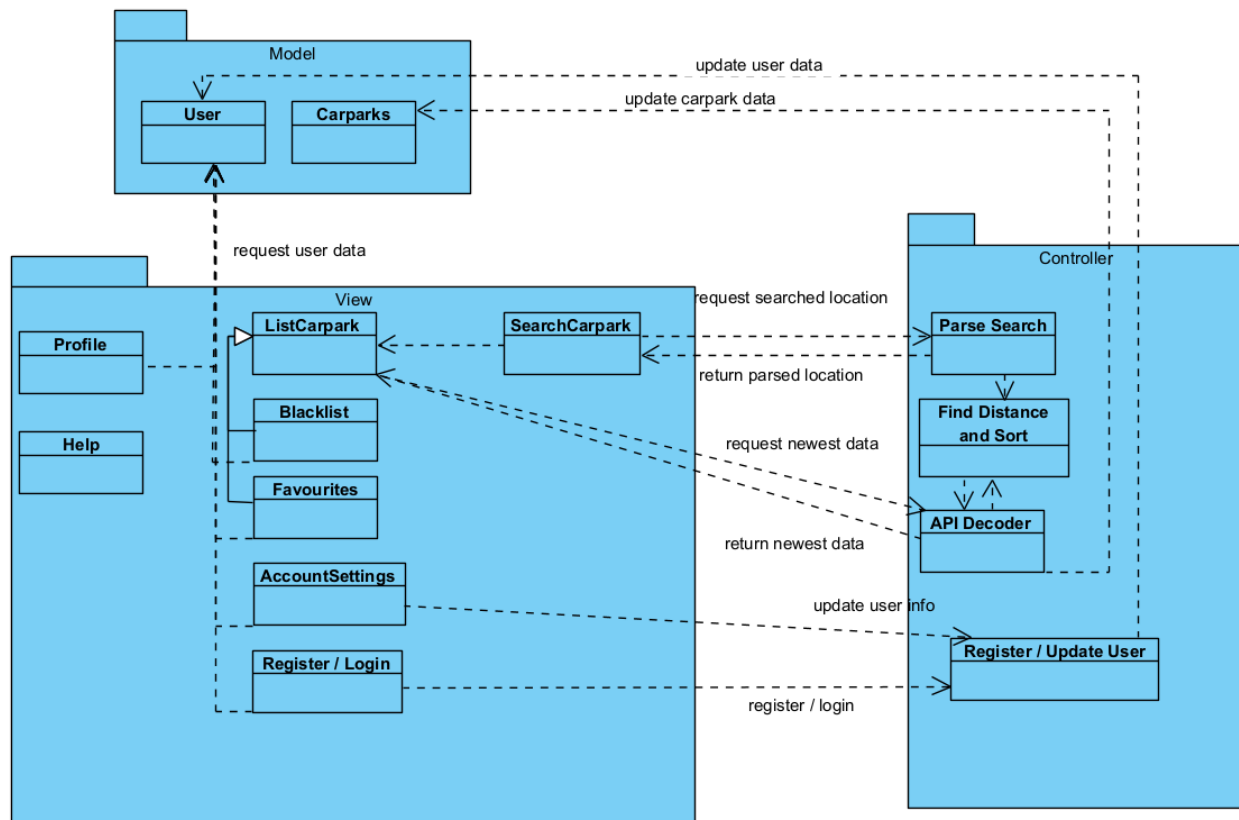 Model
update user data
update carpark data
User
Carparks
request user data
Controller
View
request searched location
ListCarpark
SearchCarpark
Parse Search
Profile
return parsed location
Blacklist
Find Distance
and Sort
Help
request newest data
Favourites
API Decoder
return newest data
AccountSettings
update user info
Register / Login
Register / Update User
register / login